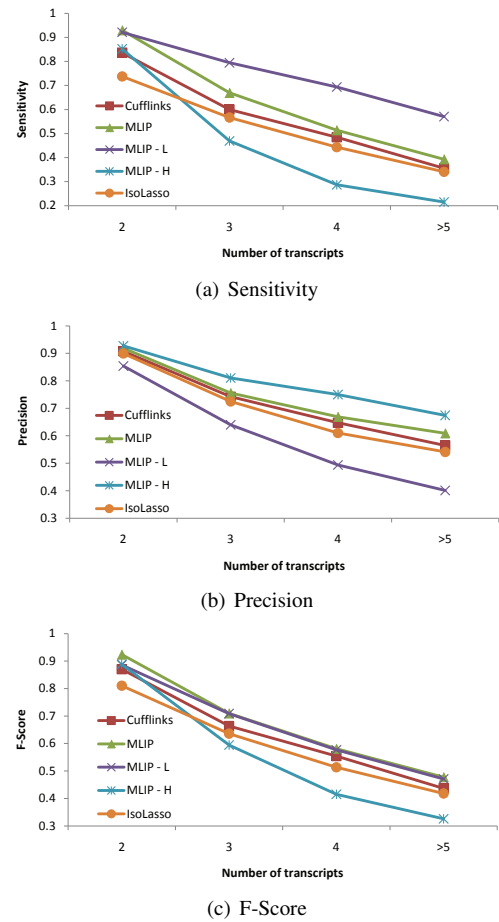 1
0.9
0.8
0.7
0.6
0.5
0.4
0.3
0.2
Sensitivity
Cufflinks
MLIP
MLIP - L
MLIP - H
IsoLasso
2 3 4 >5
Number of transcripts
(a) Sensitivity
1
0.9
0.8
0.7
0.6
0.5
0.4
0.3
Precision
Cufflinks
MLIP
MLIP - L
MLIP - H
IsoLasso
2 3 4 >5
Number of transcripts
(b) Precision
1
0.9
0.8
0.7
0.6
0.5
0.4
0.3
F-Score
Cufflinks
MLIP
MLIP - L
MLIP - H
IsoLasso
2 3 4 >5
Number of transcripts
(c) F-Score